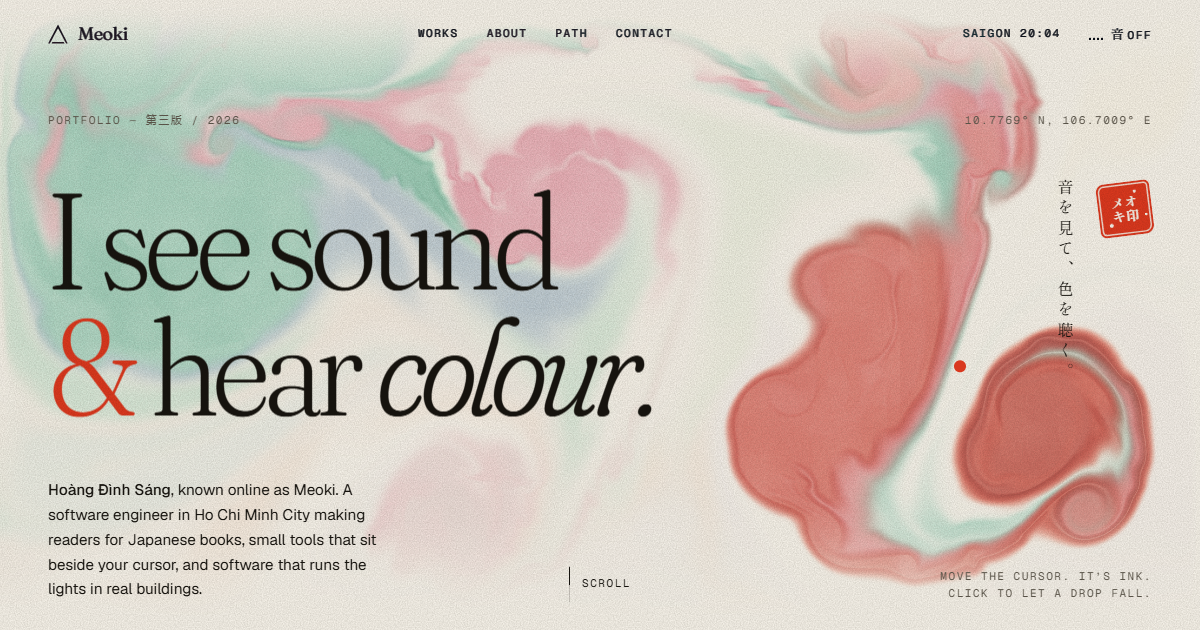 Meoki
WORKS ABOUT PATH CONTACT
SAIGON 20:04
音 OFF
PORTFOLIO — 第三版 / 2026
10.7769° N, 106.7009° E
I see sound
& hear colour.
音を見て、色を聴く。
メオ
キ印
Hoàng Đình Sáng, known online as Meoki. A
software engineer in Ho Chi Minh City making
readers for Japanese books, small tools that sit
beside your cursor, and software that runs the
lights in real buildings.
SCROLL
MOVE THE CURSOR. IT'S INK.
CLICK TO LET A DROP FALL.